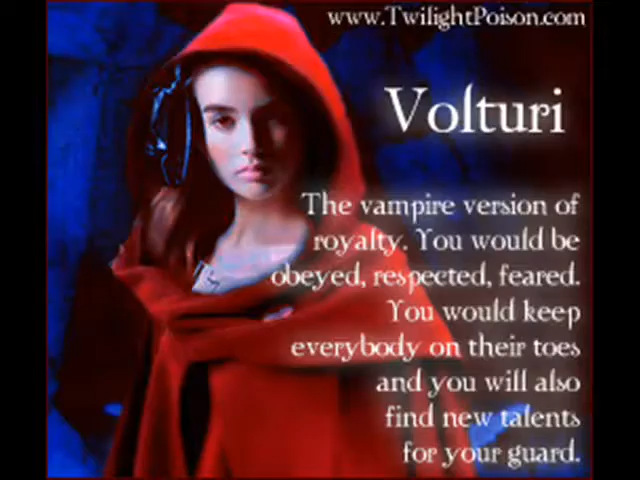 www.TwilightPoison.com
Volturi
The vampire version of
royalty. You would be
obeyed, respected, feared.
You would keep
everybody on their toes
and you will also
find new talents
for your guard.